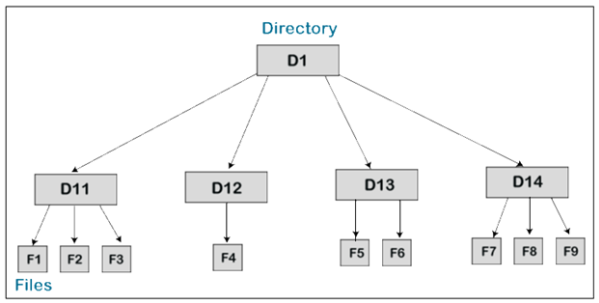 Directory
D1
D11 D12 D13 D14
F1 F2 F3 F4 F5 F6 F7 F8 F9
Files